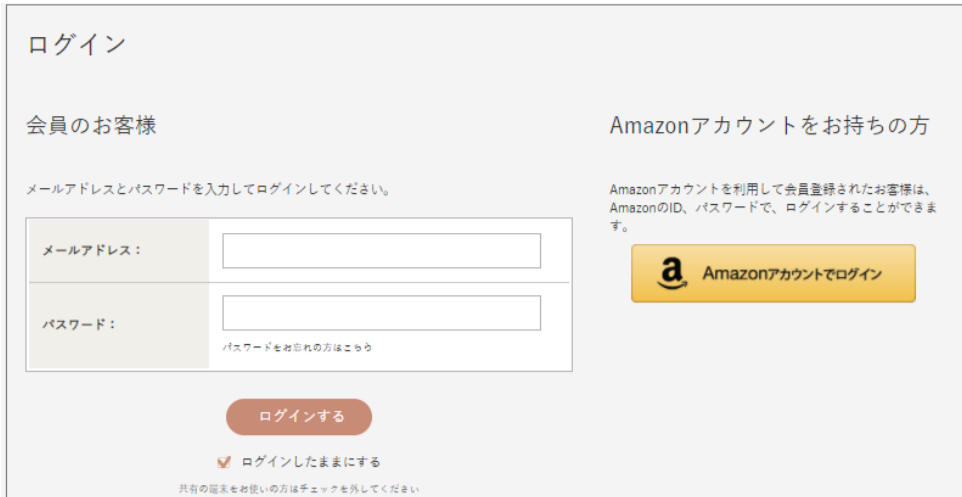 ログイン
会員のお客様
メールアドレスとパスワードを入力してログインしてください。
メールアドレス：
パスワード：
パスワードをお忘れの方はこちら
ログインする
ログインしたままにする
共有の端末をお使いの方はチェックを外してください
Amazonアカウントをお持ちの方
Amazonアカウントを利用して会員登録されたお客様は、
AmazonのID、パスワードで、ログインすることができま
す。
a Amazonアカウントでログイン